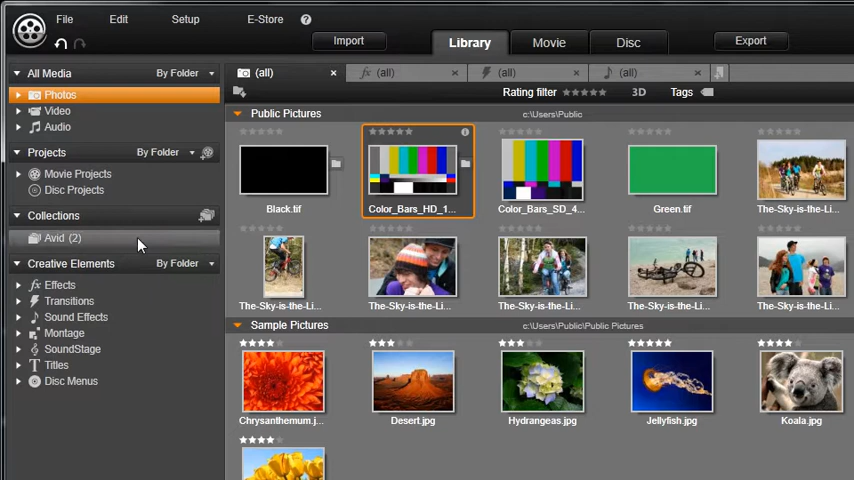 File Edit Setup E-Store ?
Import Library Movie Disc Export
All Media By Folder
Photos
Video
Audio
Projects By Folder
Movie Projects
Disc Projects
Collections
Avid (2)
Creative Elements By Folder
Effects
Transitions
Sound Effects
Montage
SoundStage
Titles
Disc Menus
(all) x fx (all) x (all) x (all) x
Rating filter 3D Tags
Public Pictures c:\Users\Public
Black.tif Color_Bars_HD_1... Color_Bars_SD_4... Green.tif The-Sky-is-the-Li...
The-Sky-is-the-Li... The-Sky-is-the-Li... The-Sky-is-the-Li... The-Sky-is-the-Li... The-Sky-is-the-Li...
Sample Pictures c:\Users\Public\Public Pictures
Chrysanthemum.j... Desert.jpg Hydrangeas.jpg Jellyfish.jpg Koala.jpg